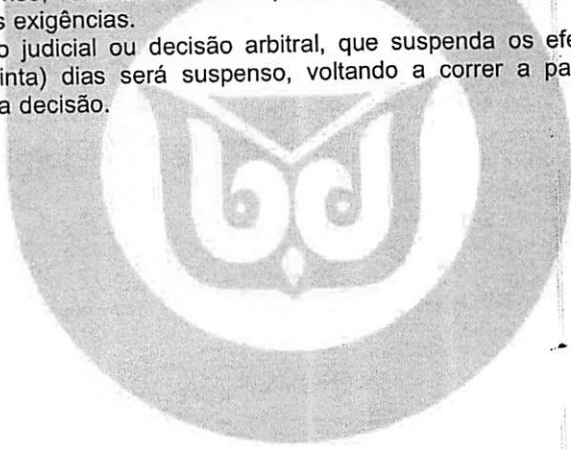 s exigências.
o judicial ou decisão arbitral, que suspenda os efe
inta) dias será suspenso, voltando a correr a pa
a decisão.